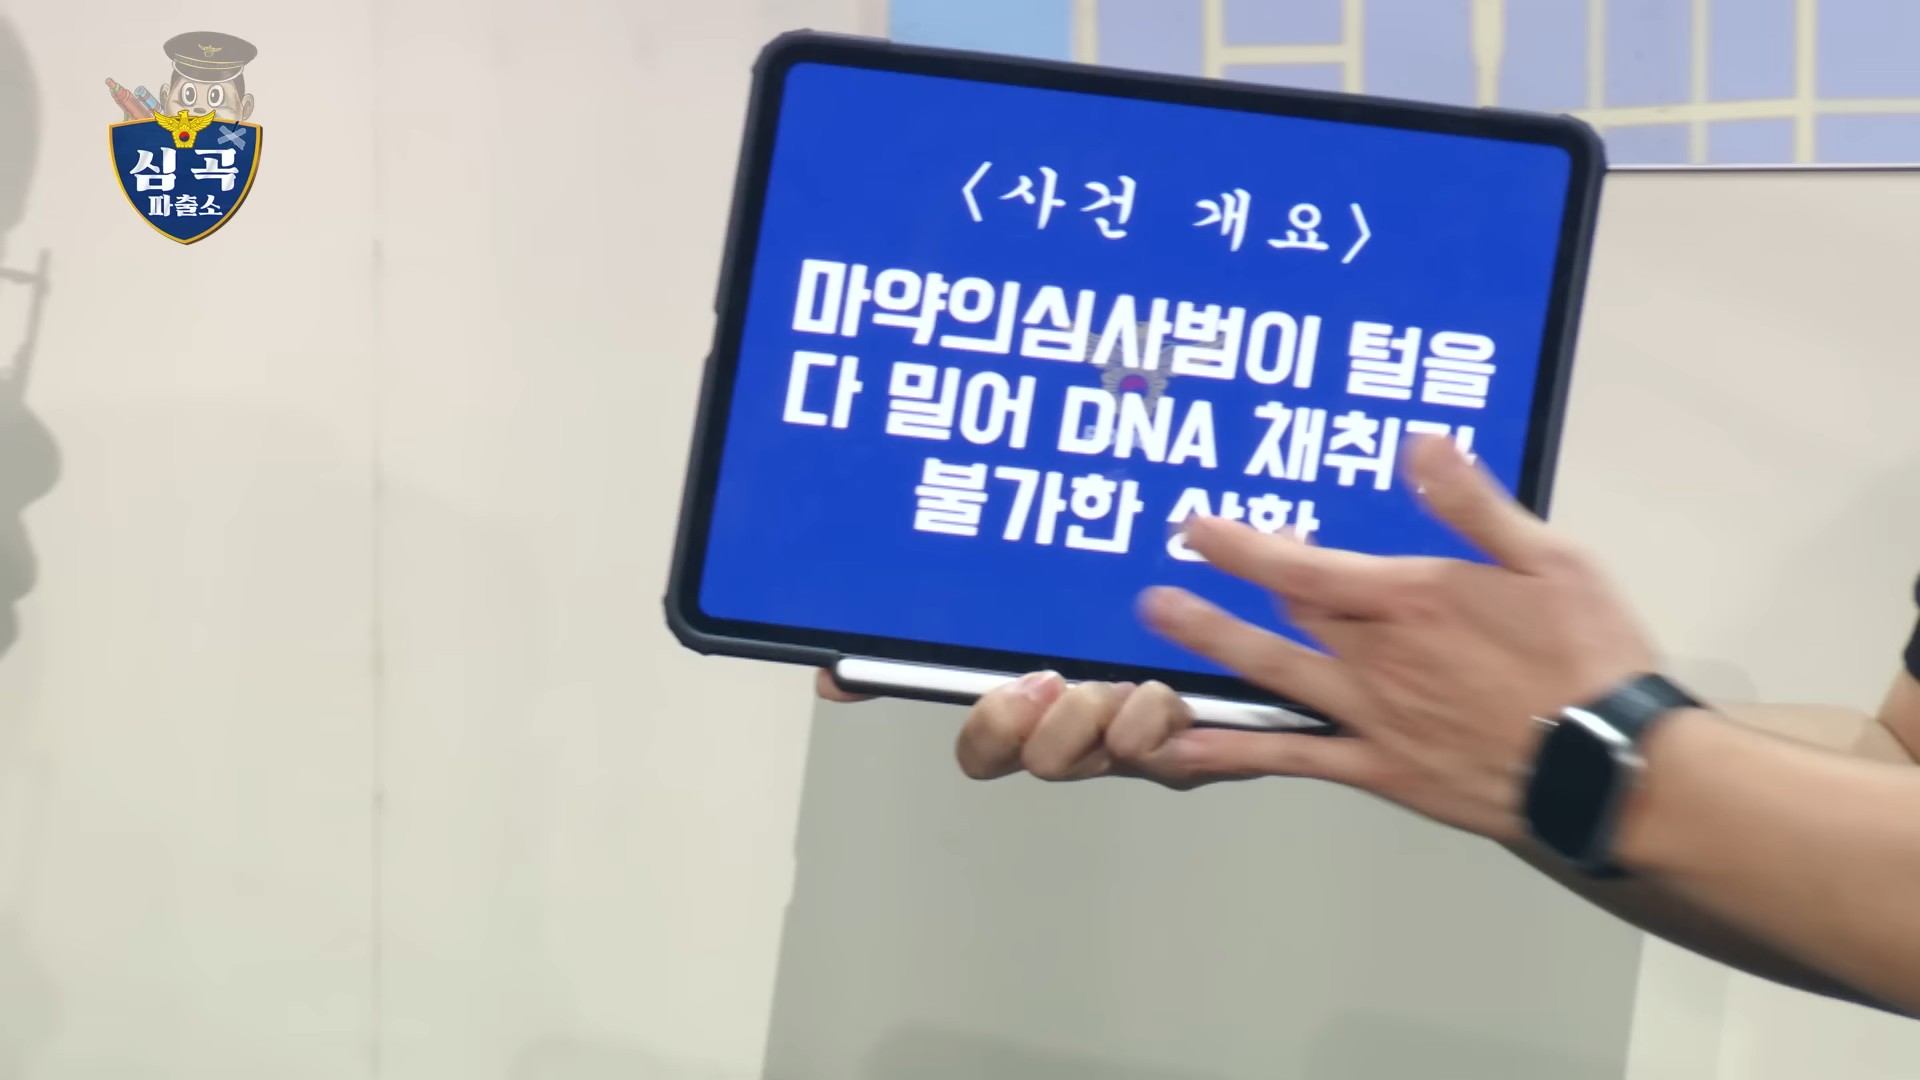 심곡
파출소
〈사건 개요〉
마약의심사범이 털을
다 밀어 DNA 채취가
불가한 상황